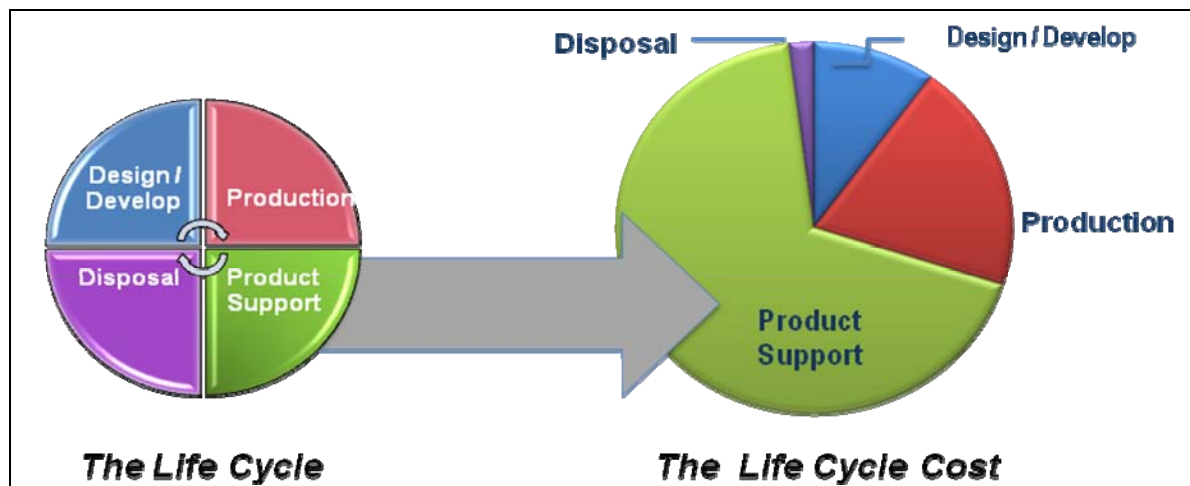 Design /
Develop
Production
Disposal
Product
Support
The Life Cycle
Disposal
Design / Develop
Production
Product
Support
The Life Cycle Cost